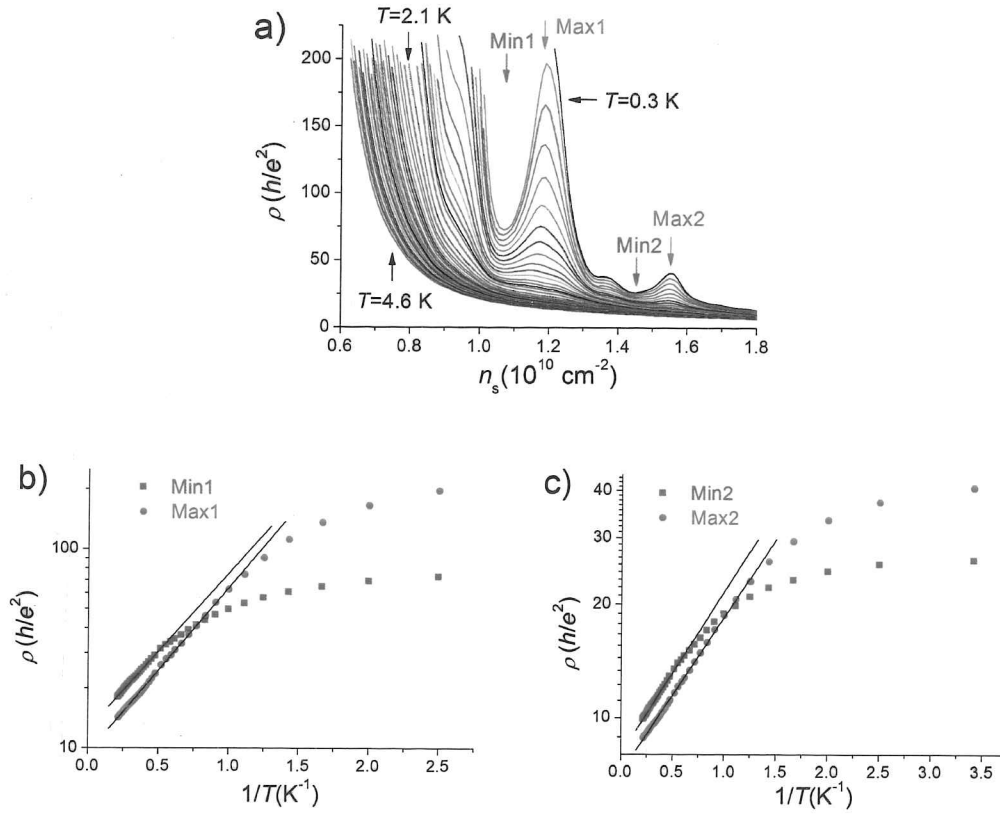 a)
T=2.1 K
Min1
Max1
T=0.3 K
Min2
Max2
T=4.6 K
ρ (h/e²)
200
150
100
50
0
0.6 0.8 1.0 1.2 1.4 1.6 1.8
nₛ(10¹⁰ cm⁻²)
b)
Min1
Max1
ρ (h/e²)
100
10
0.0 0.5 1.0 1.5 2.0 2.5
1/T(K⁻¹)
c)
Min2
Max2
ρ (h/e²)
40
30
20
10
0.0 0.5 1.0 1.5 2.0 2.5 3.0 3.5
1/T(K⁻¹)